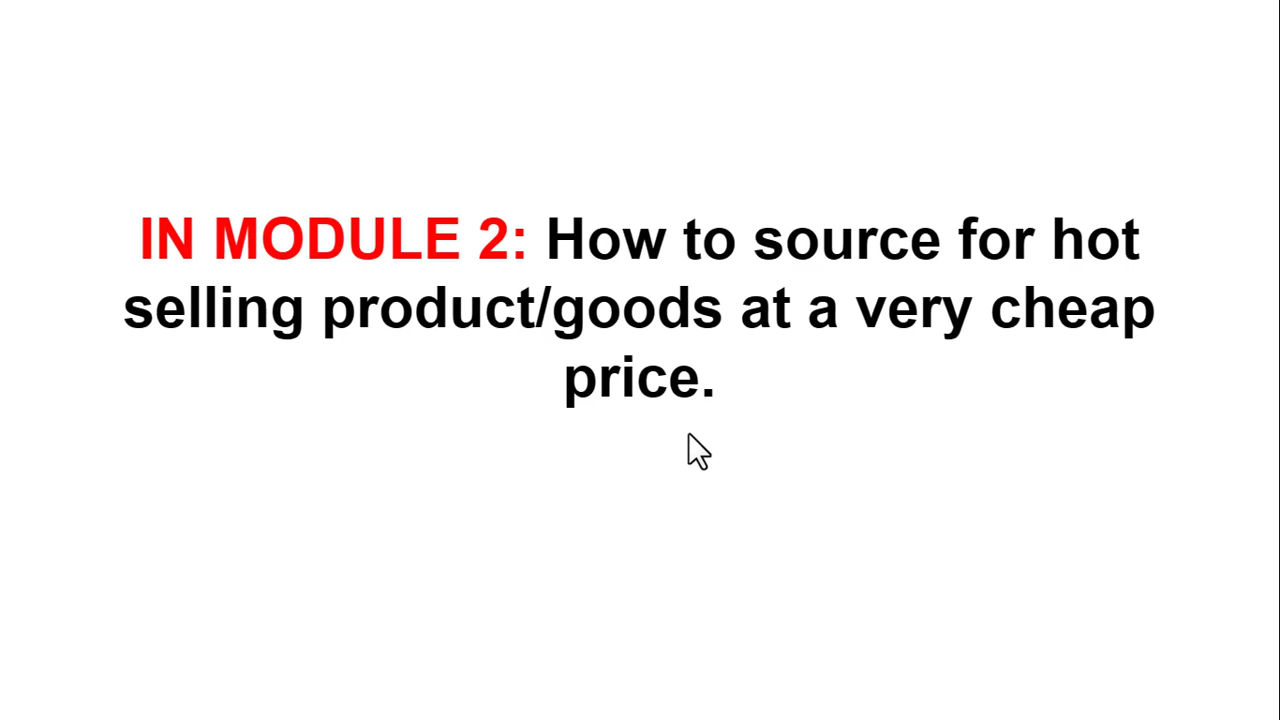 IN MODULE 2: How to source for hot
selling product/goods at a very cheap
price.